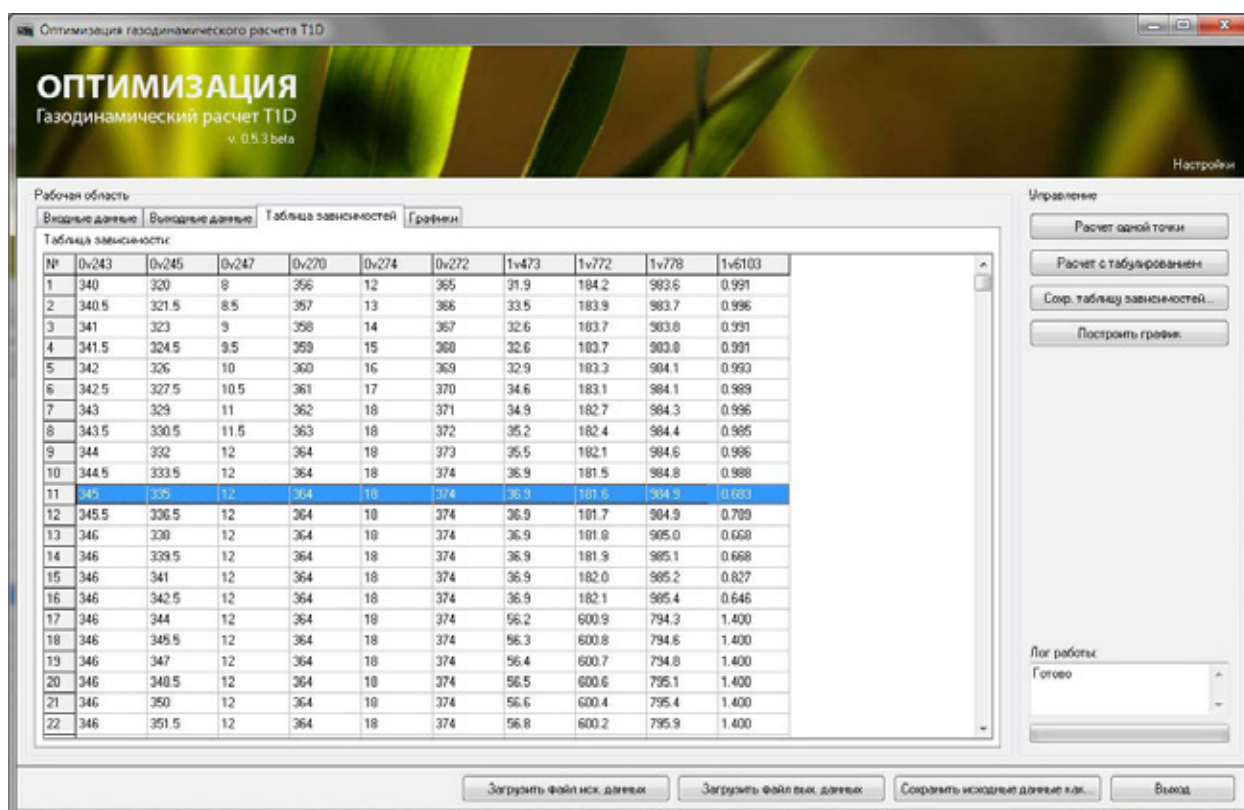 Оптимизация газодинамического расчета T1D
ОПТИМИЗАЦИЯ
Газодинамический расчет T1D
v. 0.5.3 beta
Настройки
Рабочая область
Управление
Входные данные Выходные данные Таблица зависимостей Графики
Расчет одной точки
Таблица зависимости:
Расчет с табулированием
Сохр. таблицу зависимостей...
Построить график
№ 0v243 0v245 0v247 0v270 0v274 0v272 1v473 1v772 1v778 1v6103
1 340 320 8 356 12 365 31.9 184.2 983.6 0.991
2 340.5 321.5 8.5 357 13 366 33.5 183.9 983.7 0.996
3 341 323 9 358 14 367 32.6 183.7 983.8 0.991
4 341.5 324.5 9.5 359 15 368 32.6 183.7 983.8 0.991
5 342 326 10 360 16 369 32.9 183.3 984.1 0.993
6 342.5 327.5 10.5 361 17 370 34.6 183.1 984.1 0.989
7 343 329 11 362 18 371 34.9 182.7 984.3 0.996
8 343.5 330.5 11.5 363 18 372 35.2 182.4 984.4 0.985
9 344 332 12 364 18 373 35.5 182.1 984.6 0.986
10 344.5 333.5 12 364 18 374 36.9 181.5 984.8 0.988
11 345 335 12 364 18 374 36.9 181.6 984.9 0.683
12 345.5 336.5 12 364 18 374 36.9 181.7 984.9 0.789
13 346 338 12 364 18 374 36.9 181.8 985.0 0.668
14 346 339.5 12 364 18 374 36.9 181.9 985.1 0.668
15 346 341 12 364 18 374 36.9 182.0 985.2 0.827
16 346 342.5 12 364 18 374 36.9 182.1 985.4 0.646
17 346 344 12 364 18 374 56.2 600.9 794.3 1.400
18 346 345.5 12 364 18 374 56.3 600.8 794.6 1.400
19 346 347 12 364 18 374 56.4 600.7 794.8 1.400
20 346 348.5 12 364 18 374 56.5 600.6 795.1 1.400
21 346 350 12 364 18 374 56.6 600.4 795.4 1.400
22 346 351.5 12 364 18 374 56.8 600.2 795.9 1.400
Лог работы:
Готово
Загрузить файл исх. данных Загрузить файл вых. данных Сохранить исходные данные как... Выход